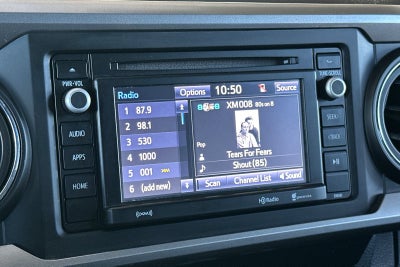 PWR·VOL
TUNE·SCROLL
Radio
Options
10:50
Source
1 87.9
2 98.1
3 530
4 1000
5 001
6 (add new)
XM008 80s on 8
Pop
Tears For Fears
Shout (85)
Scan
Channel List
Sound
AUDIO
APPS
HOME
SEEK
TRACK
HD Radio